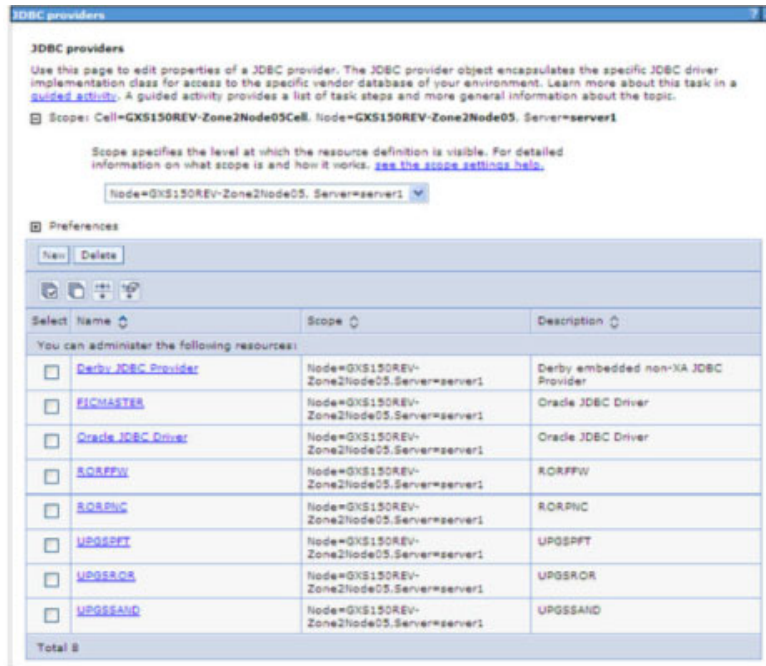 JDBC providers ?
JDBC providers
Use this page to edit properties of a JDBC provider. The JDBC provider object encapsulates the specific JDBC driver
implementation class for access to the specific vendor database of your environment. Learn more about this task in a
guided activity. A guided activity provides a list of task steps and more general information about the topic.
Scope: Cell=GXS150REV-Zone2Node05Cell, Node=GXS150REV-Zone2Node05, Server=server1
Scope specifies the level at which the resource definition is visible. For detailed
information on what scope is and how it works, see the scope settings help.
Node=GXS150REV-Zone2Node05, Server=server1
Preferences
New Delete
Select Name Scope Description
You can administer the following resources:
Derby JDBC Provider Node=GXS150REV- Derby embedded non-XA JDBC
Zone2Node05,Server=server1 Provider
FICMASTER Node=GXS150REV- Oracle JDBC Driver
Zone2Node05,Server=server1
Oracle JDBC Driver Node=GXS150REV- Oracle JDBC Driver
Zone2Node05,Server=server1
RORFFW Node=GXS150REV- RORFFW
Zone2Node05,Server=server1
RORPNC Node=GXS150REV- RORPNC
Zone2Node05,Server=server1
UPGSPFT Node=GXS150REV- UPGSPFT
Zone2Node05,Server=server1
UPGSROR Node=GXS150REV- UPGSROR
Zone2Node05,Server=server1
UPGSSAND Node=GXS150REV- UPGSSAND
Zone2Node05,Server=server1
Total 8